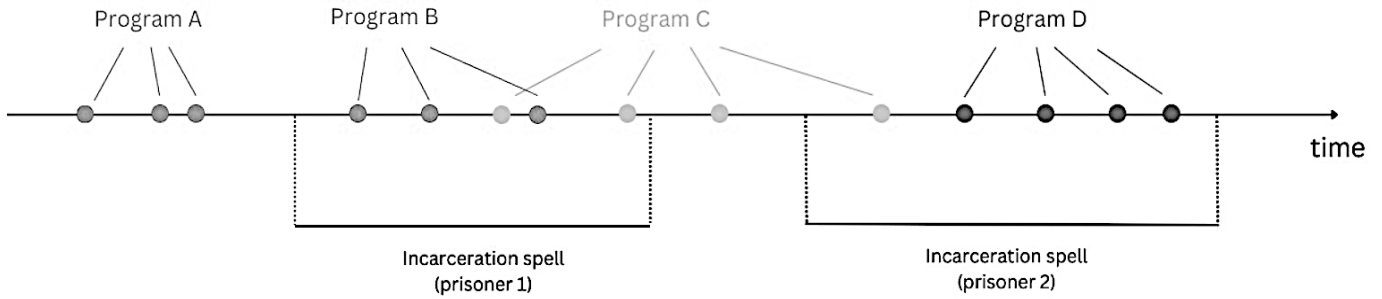 Program A
Program B
Program C
Program D
time
Incarceration spell
(prisoner 1)
Incarceration spell
(prisoner 2)